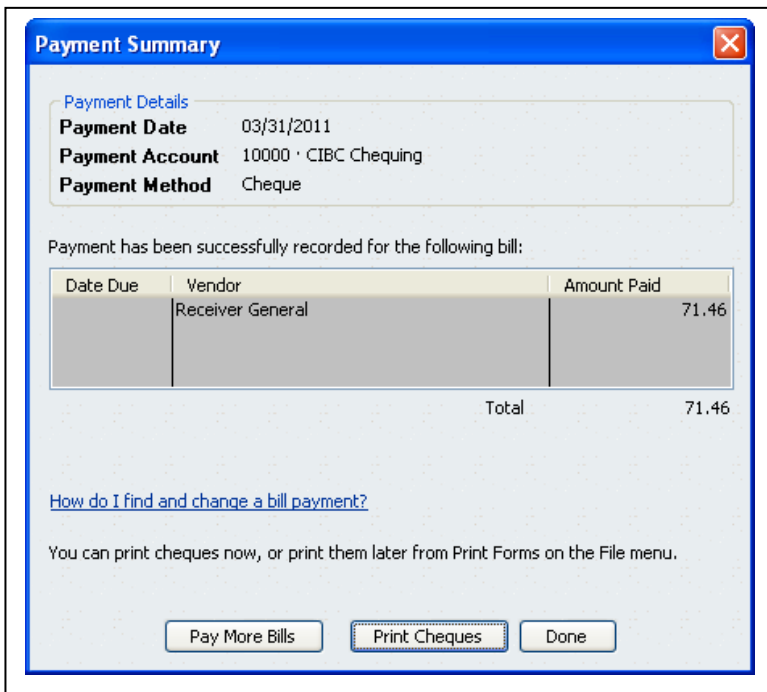 Payment Summary
Payment Details
Payment Date 03/31/2011
Payment Account 10000 · CIBC Chequing
Payment Method Cheque
Payment has been successfully recorded for the following bill:
Date Due Vendor Amount Paid
Receiver General 71.46
Total 71.46
How do I find and change a bill payment?
You can print cheques now, or print them later from Print Forms on the File menu.
Pay More Bills Print Cheques Done